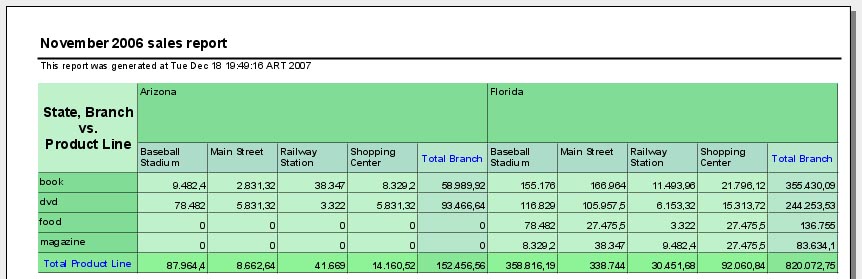 November 2006 sales report
This report was generated at Tue Dec 18 19:49:16 ART 2007
State, Branch
vs.
Product Line
Arizona Florida
Baseball Stadium Main Street Railway Station Shopping Center Total Branch Baseball Stadium Main Street Railway Station Shopping Center Total Branch
book 9.482,4 2.831,32 38.347 8.329,2 58.989,92 155.176 166.964 11.493,96 21.796,12 355.430,09
dvd 78.482 5.831,32 3.322 5.831,32 93.466,64 116.829 105.957,5 6.153,32 15.313,72 244.253,53
food 0 0 0 0 0 78.482 27.475,5 3.322 27.475,5 136.755
magazine 0 0 0 0 0 8.329,2 38.347 9.482,4 27.475,5 83.634,1
Total Product Line 87.964,4 8.662,64 41.669 14.160,52 152.456,56 358.816,19 338.744 30.451,68 92.060,84 820.072,75